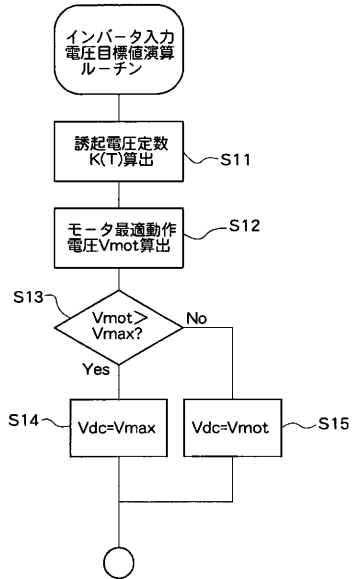 インバータ入力
電圧目標値演算
ルーチン
誘起電圧定数
K(T)算出
S11
モータ最適動作
電圧Vmot算出
S12
S13
Vmot>
Vmax?
No
Yes
S14
Vdc=Vmax
Vdc=Vmot
S15